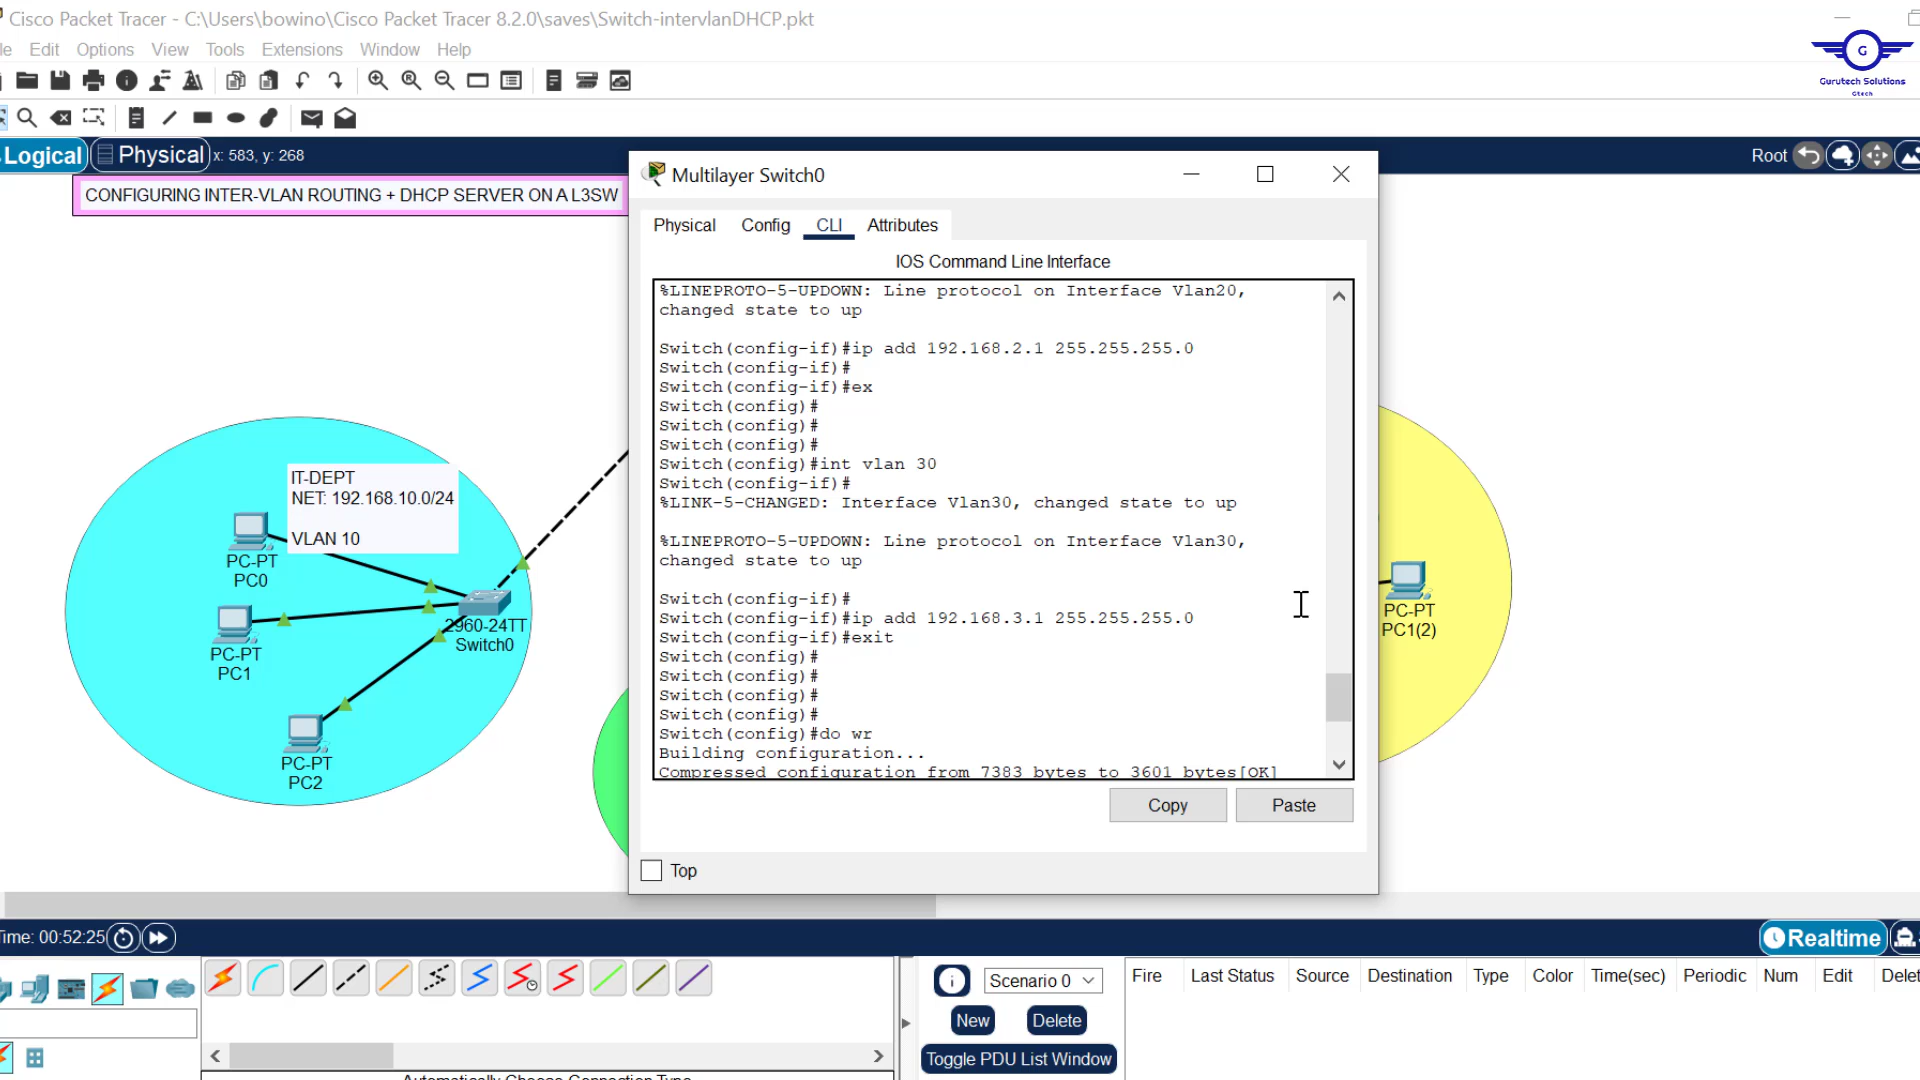 Cisco Packet Tracer - C:\Users\bowino\Cisco Packet Tracer 8.2.0\saves\Switch-intervlanDHCP.pkt
Edit Options View Tools Extensions Window Help
G
Gurutech Solutions
Gtech
Logical Physical x: 583, y: 268
Root
CONFIGURING INTER-VLAN ROUTING + DHCP SERVER ON A L3SW
Multilayer Switch0
Physical Config CLI Attributes
IOS Command Line Interface
%LINEPROTO-5-UPDOWN: Line protocol on Interface Vlan20,
changed state to up
Switch(config-if)#ip add 192.168.2.1 255.255.255.0
Switch(config-if)#
Switch(config-if)#ex
Switch(config)#
Switch(config)#
Switch(config)#
Switch(config)#int vlan 30
Switch(config-if)#
%LINK-5-CHANGED: Interface Vlan30, changed state to up
%LINEPROTO-5-UPDOWN: Line protocol on Interface Vlan30,
changed state to up
Switch(config-if)#
Switch(config-if)#ip add 192.168.3.1 255.255.255.0
Switch(config-if)#exit
Switch(config)#
Switch(config)#
Switch(config)#
Switch(config)#
Switch(config)#do wr
Building configuration...
Compressed configuration from 7383 bytes to 3601 bytes[OK]
Copy Paste
Top
IT-DEPT
NET: 192.168.10.0/24
VLAN 10
PC-PT
PC0
PC-PT
PC1
2960-24TT
Switch0
PC-PT
PC2
PC-PT
PC1(2)
Time: 00:52:25
Realtime
Scenario 0
New Delete
Toggle PDU List Window
Fire Last Status Source Destination Type Color Time(sec) Periodic Num Edit Delet
Automatically Choose Connection Type